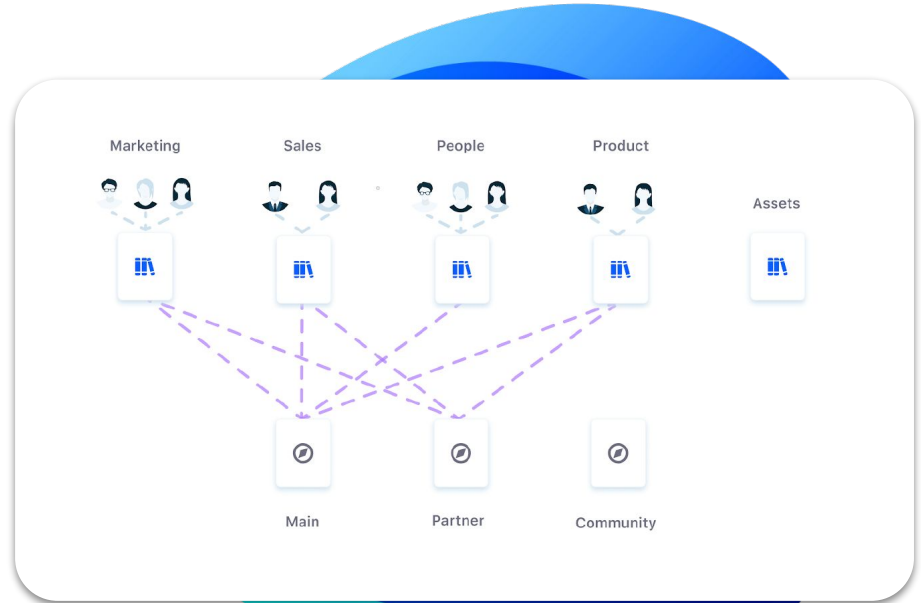 Marketing
Sales
People
Product
Assets
Main
Partner
Community